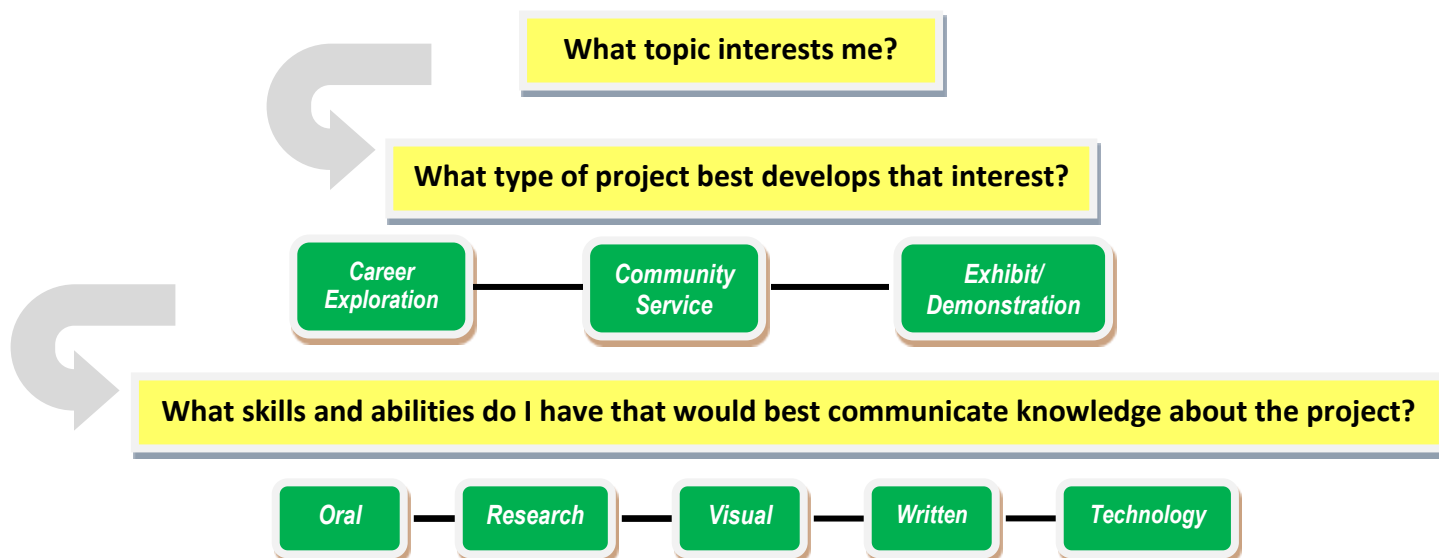 What topic interests me?
What type of project best develops that interest?
Career
Exploration
Community
Service
Exhibit/
Demonstration
What skills and abilities do I have that would best communicate knowledge about the project?
Oral
Research
Visual
Written
Technology